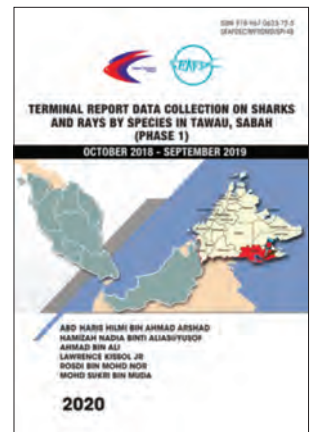 TERMINAL REPORT DATA COLLECTION ON SHARKS
AND RAYS BY SPECIES IN TAWAU, SABAH
(PHASE 1)
OCTOBER 2018 - SEPTEMBER 2019
ABD HARIS HILMI BIN AHMAD ARSHAD
HAMIZAH NADIA BINTI ALIAS@YUSOF
AHMAD BIN ALI
LAWRENCE KISSOL JR
ROSDI BIN MOHD NOR
MOHD SUKRI BIN MUDA
2020